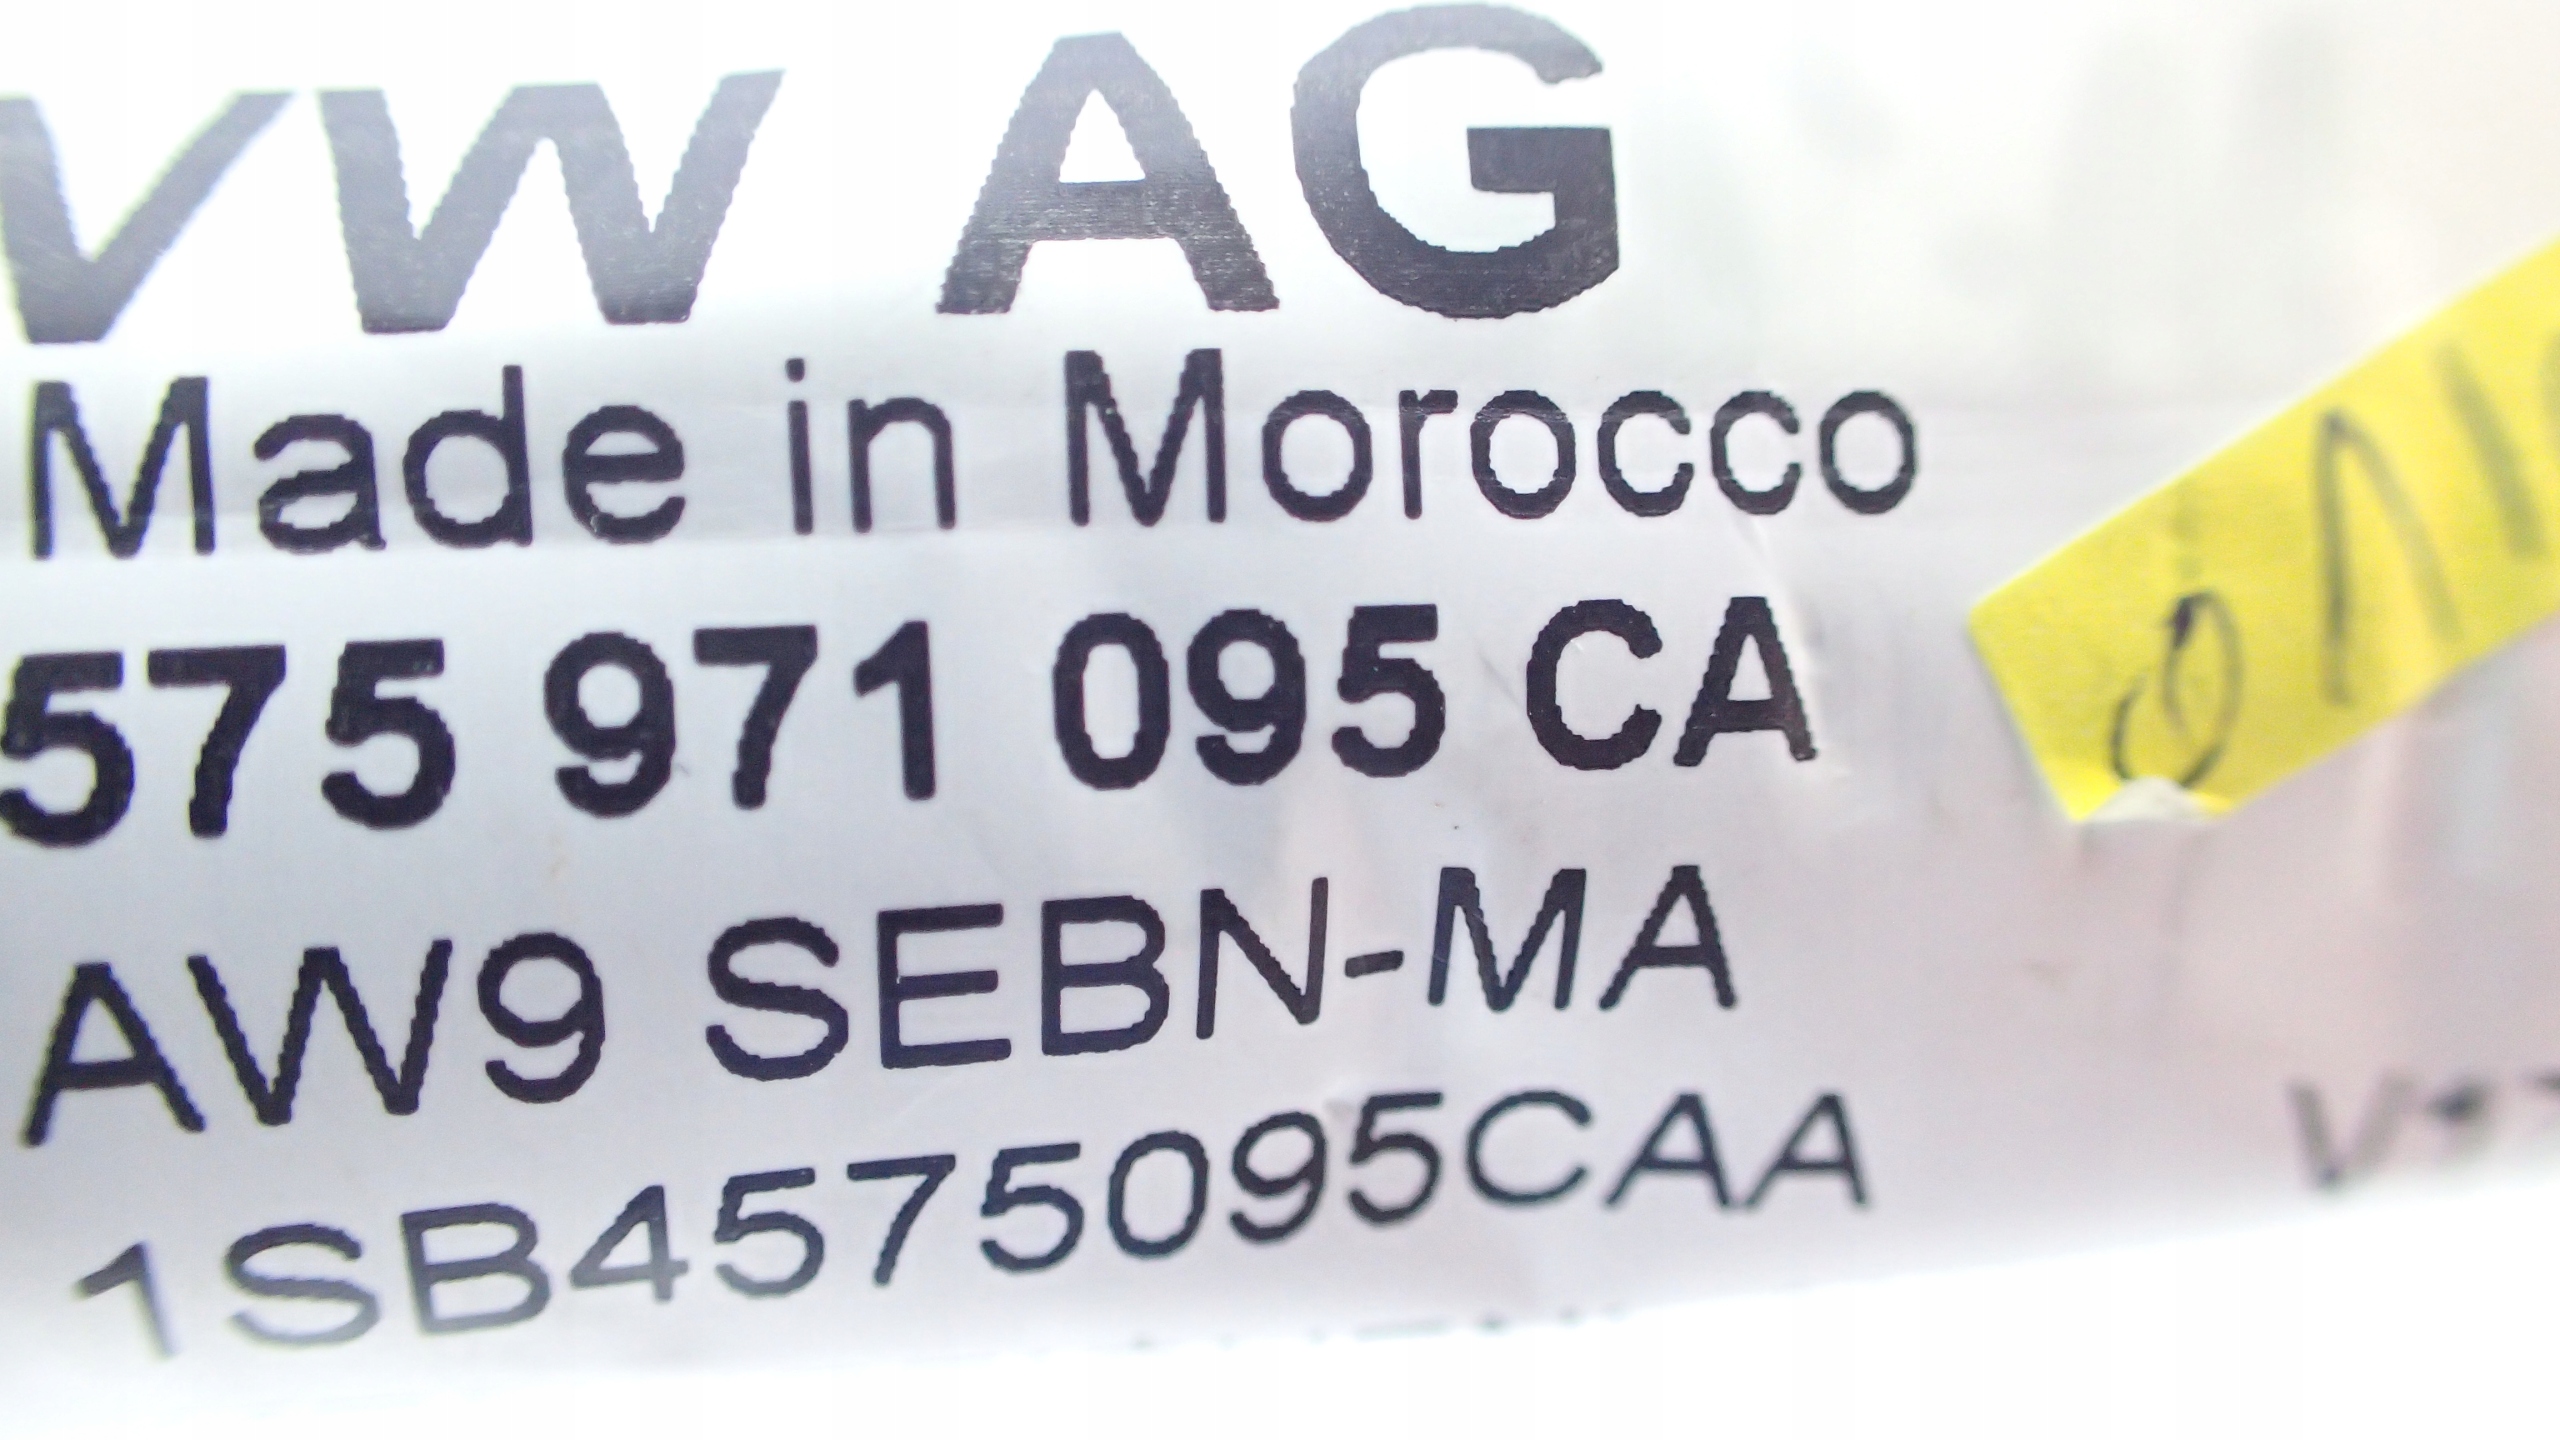 VW AG
Made in Morocco
575 971 095 CA
AW9 SEBN-MA
1SB4575095CAA